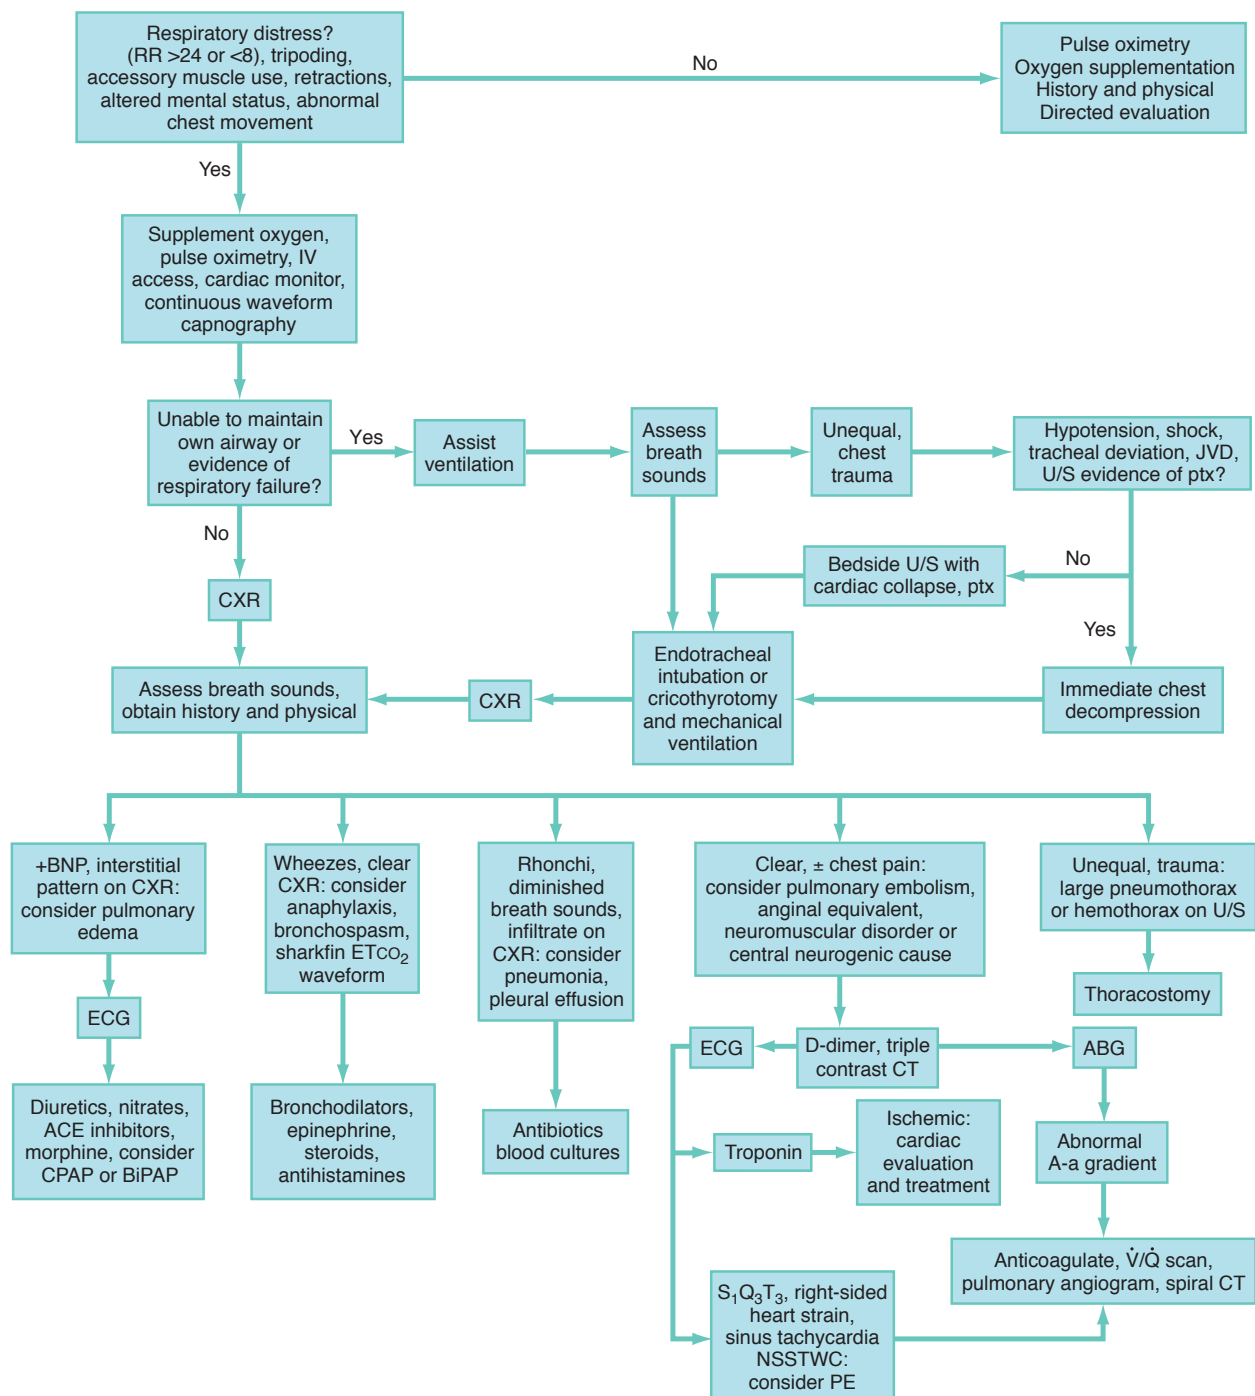 Respiratory distress?
(RR >24 or <8), tripoding,
accessory muscle use, retractions,
altered mental status, abnormal
chest movement
No
Pulse oximetry
Oxygen supplementation
History and physical
Directed evaluation
Yes
Supplement oxygen,
pulse oximetry, IV
access, cardiac monitor,
continuous waveform
capnography
Unable to maintain
own airway or
evidence of
respiratory failure?
Yes
Assist
ventilation
Assess
breath
sounds
Unequal,
chest
trauma
Hypotension, shock,
tracheal deviation, JVD,
U/S evidence of ptx?
No
Bedside U/S with
cardiac collapse, ptx
No
CXR
Yes
Assess breath sounds,
obtain history and physical
CXR
Endotracheal
intubation or
cricothyrotomy
and mechanical
ventilation
Immediate chest
decompression
+BNP, interstitial
pattern on CXR:
consider pulmonary
edema
Wheezes, clear
CXR: consider
anaphylaxis,
bronchospasm,
sharkfin ETCO₂
waveform
Rhonchi,
diminished
breath sounds,
infiltrate on
CXR: consider
pneumonia,
pleural effusion
Clear, ± chest pain:
consider pulmonary embolism,
anginal equivalent,
neuromuscular disorder or
central neurogenic cause
Unequal, trauma:
large pneumothorax
or hemothorax on U/S
ECG
Thoracostomy
ECG
D-dimer, triple
contrast CT
ABG
Diuretics, nitrates,
ACE inhibitors,
morphine, consider
CPAP or BiPAP
Bronchodilators,
epinephrine,
steroids,
antihistamines
Antibiotics
blood cultures
Troponin
Ischemic:
cardiac
evaluation
and treatment
Abnormal
A-a gradient
S₁Q₃T₃, right-sided
heart strain,
sinus tachycardia
NSSTWC:
consider PE
Anticoagulate, V̇/Q̇ scan,
pulmonary angiogram, spiral CT